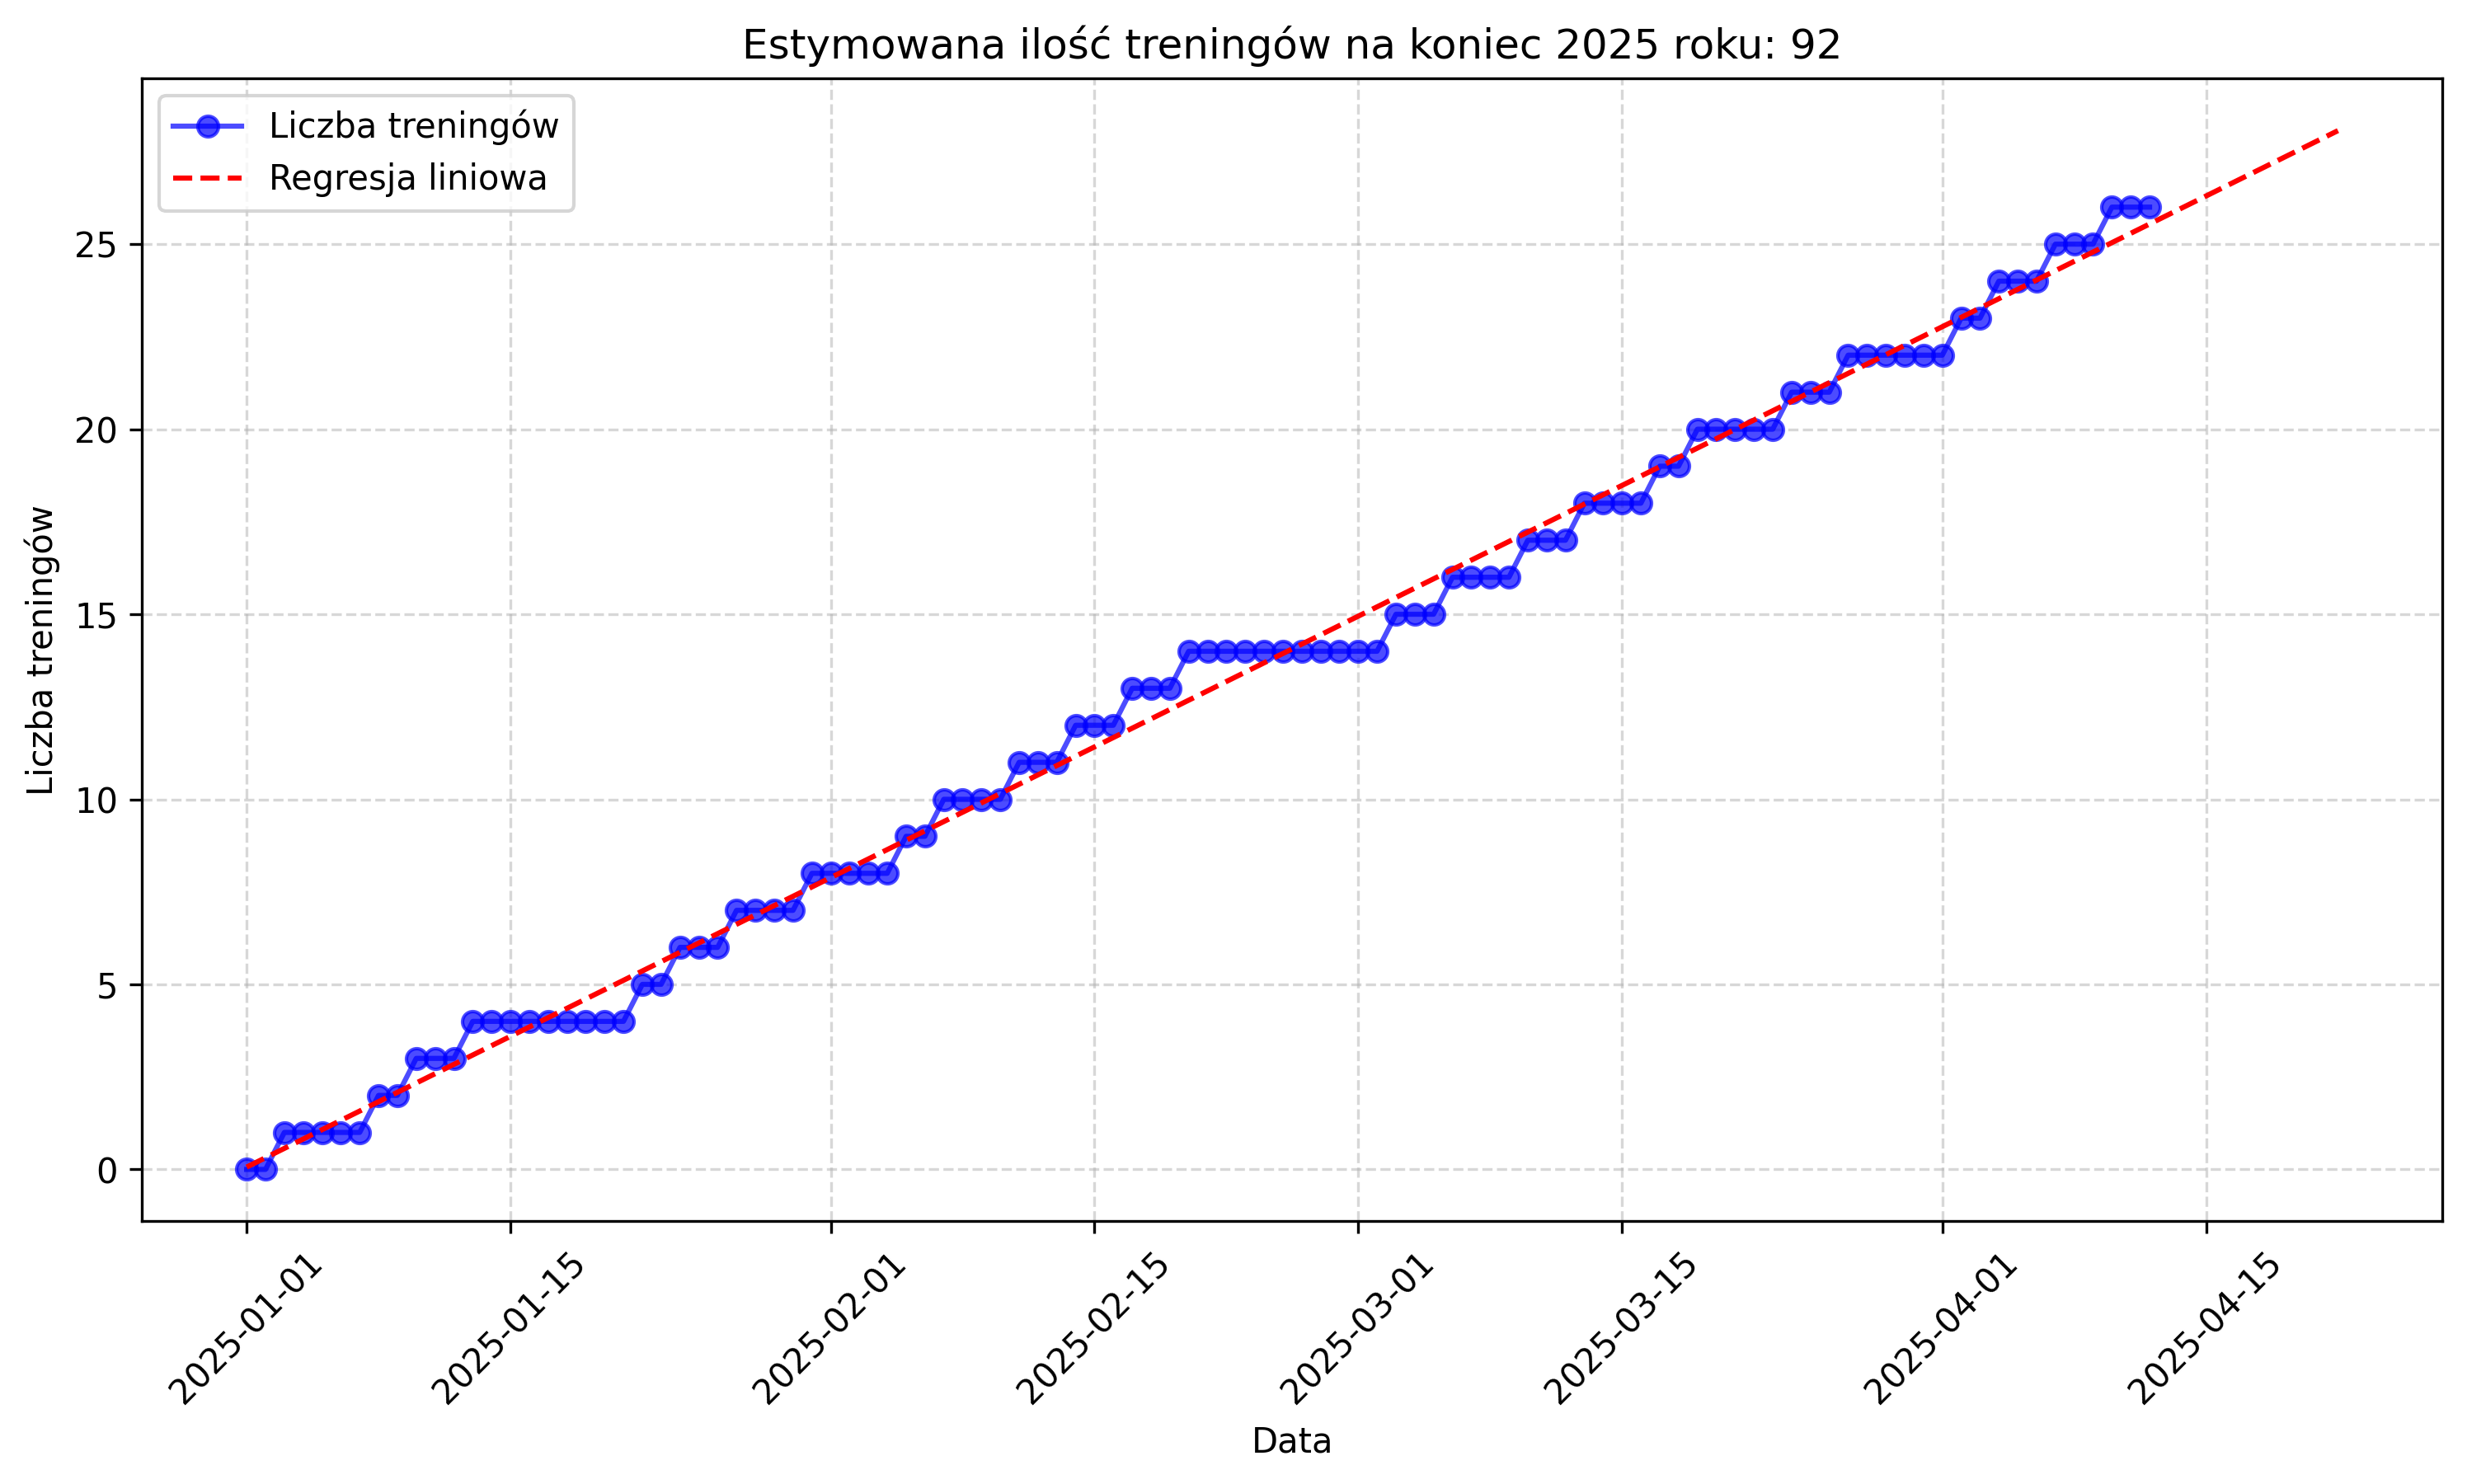 Estymowana ilość treningów na koniec 2025 roku: 92
Liczba treningów
Regresja liniowa
Liczba treningów
25
20
15
10
5
0
2025-01-01
2025-01-15
2025-02-01
2025-02-15
2025-03-01
2025-03-15
2025-04-01
2025-04-15
Data